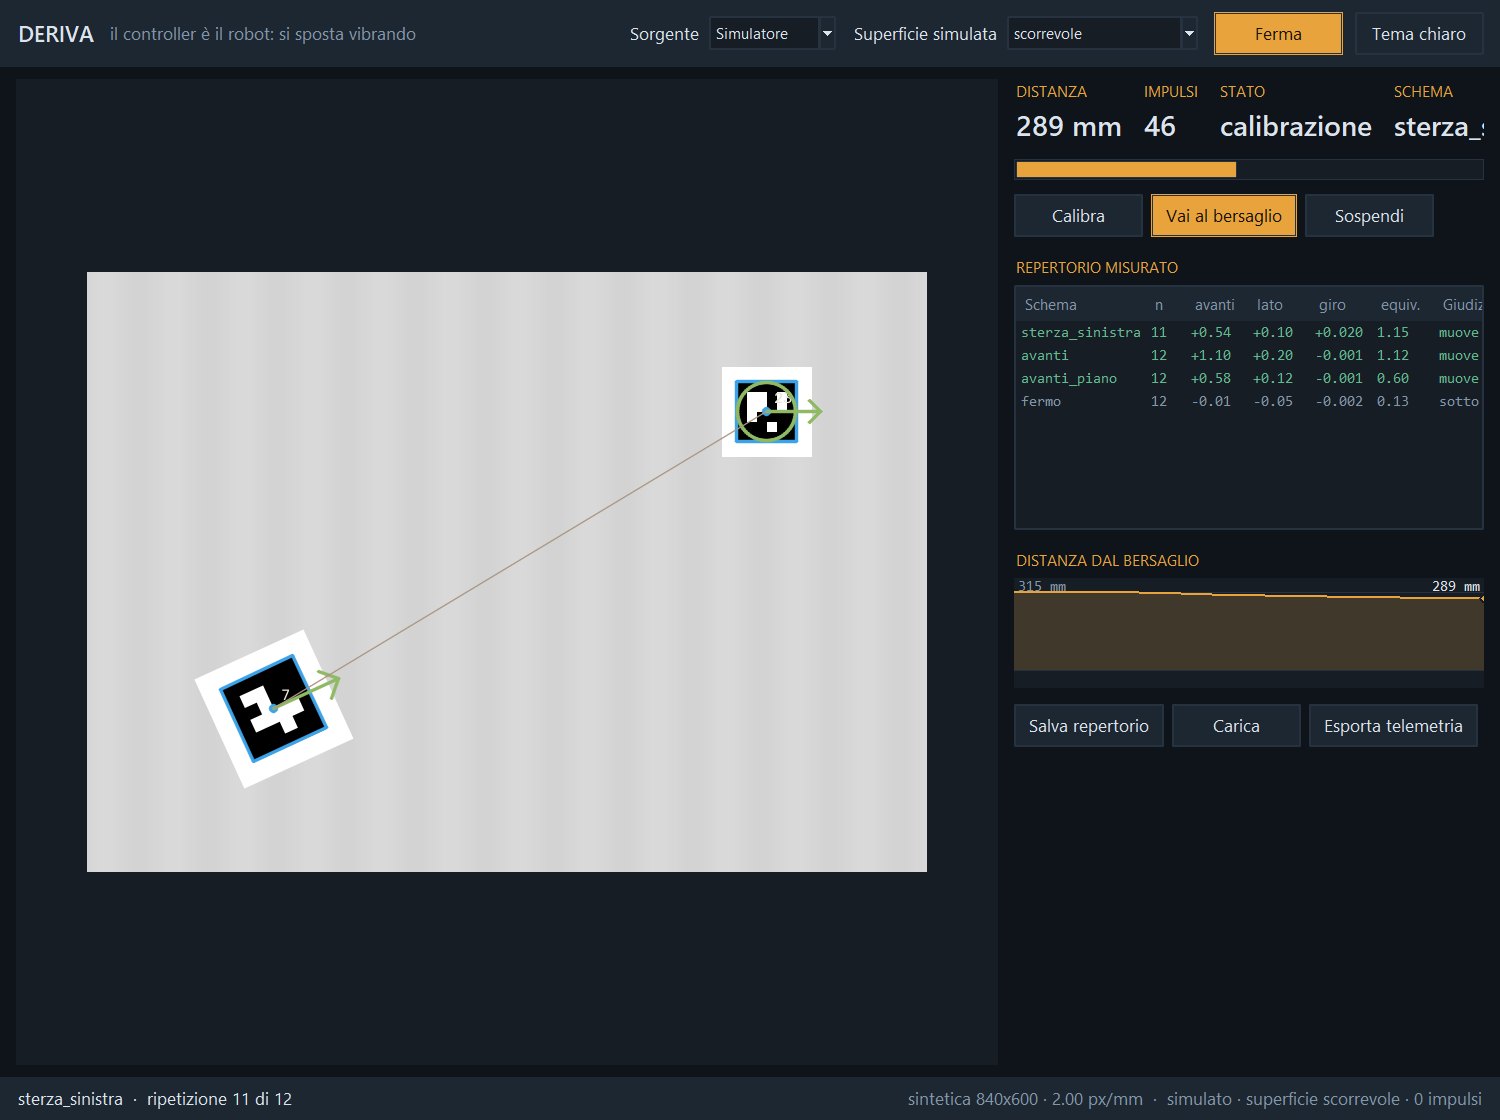 DERIVA il controller è il robot: si sposta vibrando Sorgente Simulatore Superficie simulata scorrevole Ferma Tema chiaro
DISTANZA IMPULSI STATO SCHEMA
289 mm 46 calibrazione sterza_
Calibra Vai al bersaglio Sospendi
REPERTORIO MISURATO
Schema n avanti lato giro equiv. Giudiz
sterza_sinistra 11 +0.54 +0.10 +0.020 1.15 muove
avanti 12 +1.10 +0.20 -0.001 1.12 muove
avanti_piano 12 +0.58 +0.12 -0.001 0.60 muove
fermo 12 -0.01 -0.05 -0.002 0.13 sotto
7
DISTANZA DAL BERSAGLIO
315 mm 289 mm
Salva repertorio Carica Esporta telemetria
sterza_sinistra · ripetizione 11 di 12 sintetica 840x600 · 2.00 px/mm · simulato · superficie scorrevole · 0 impulsi